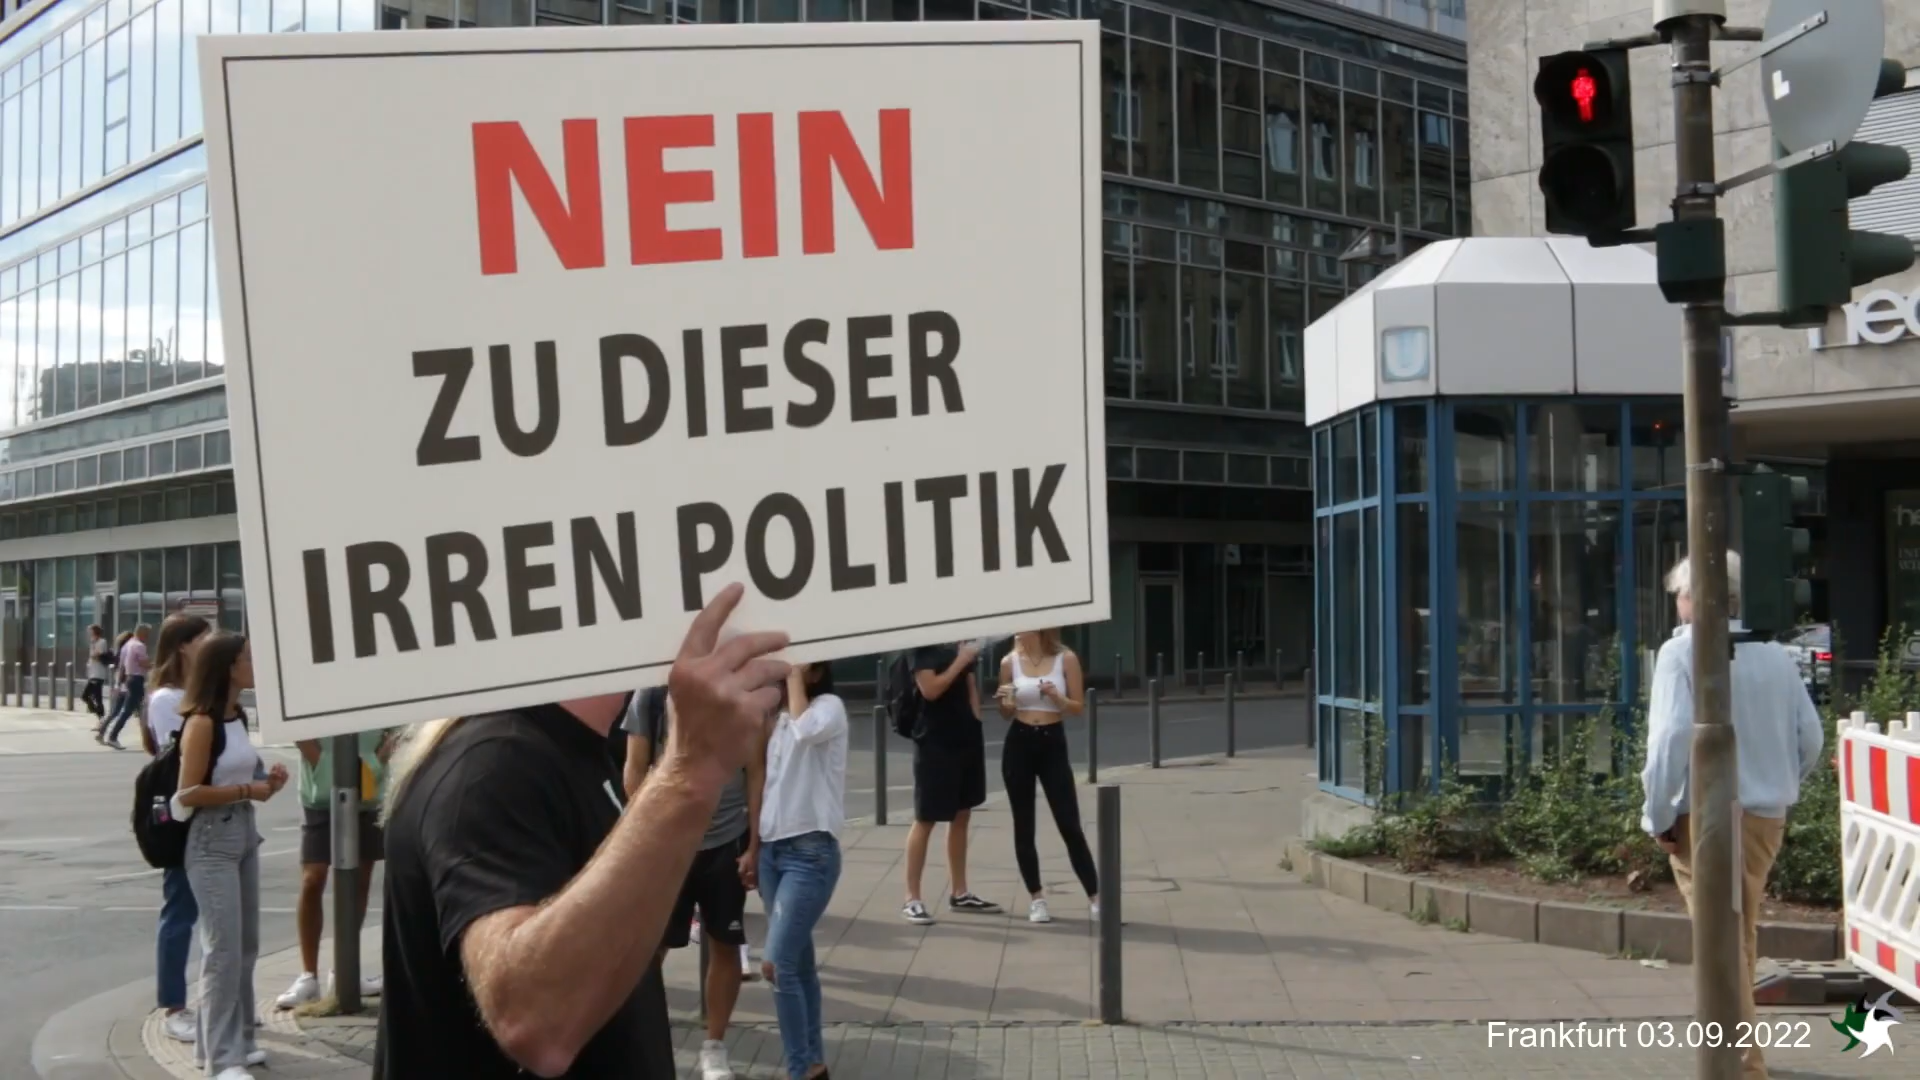 NEIN
ZU DIESER
IRREN POLITIK
U
Frankfurt 03.09.2022